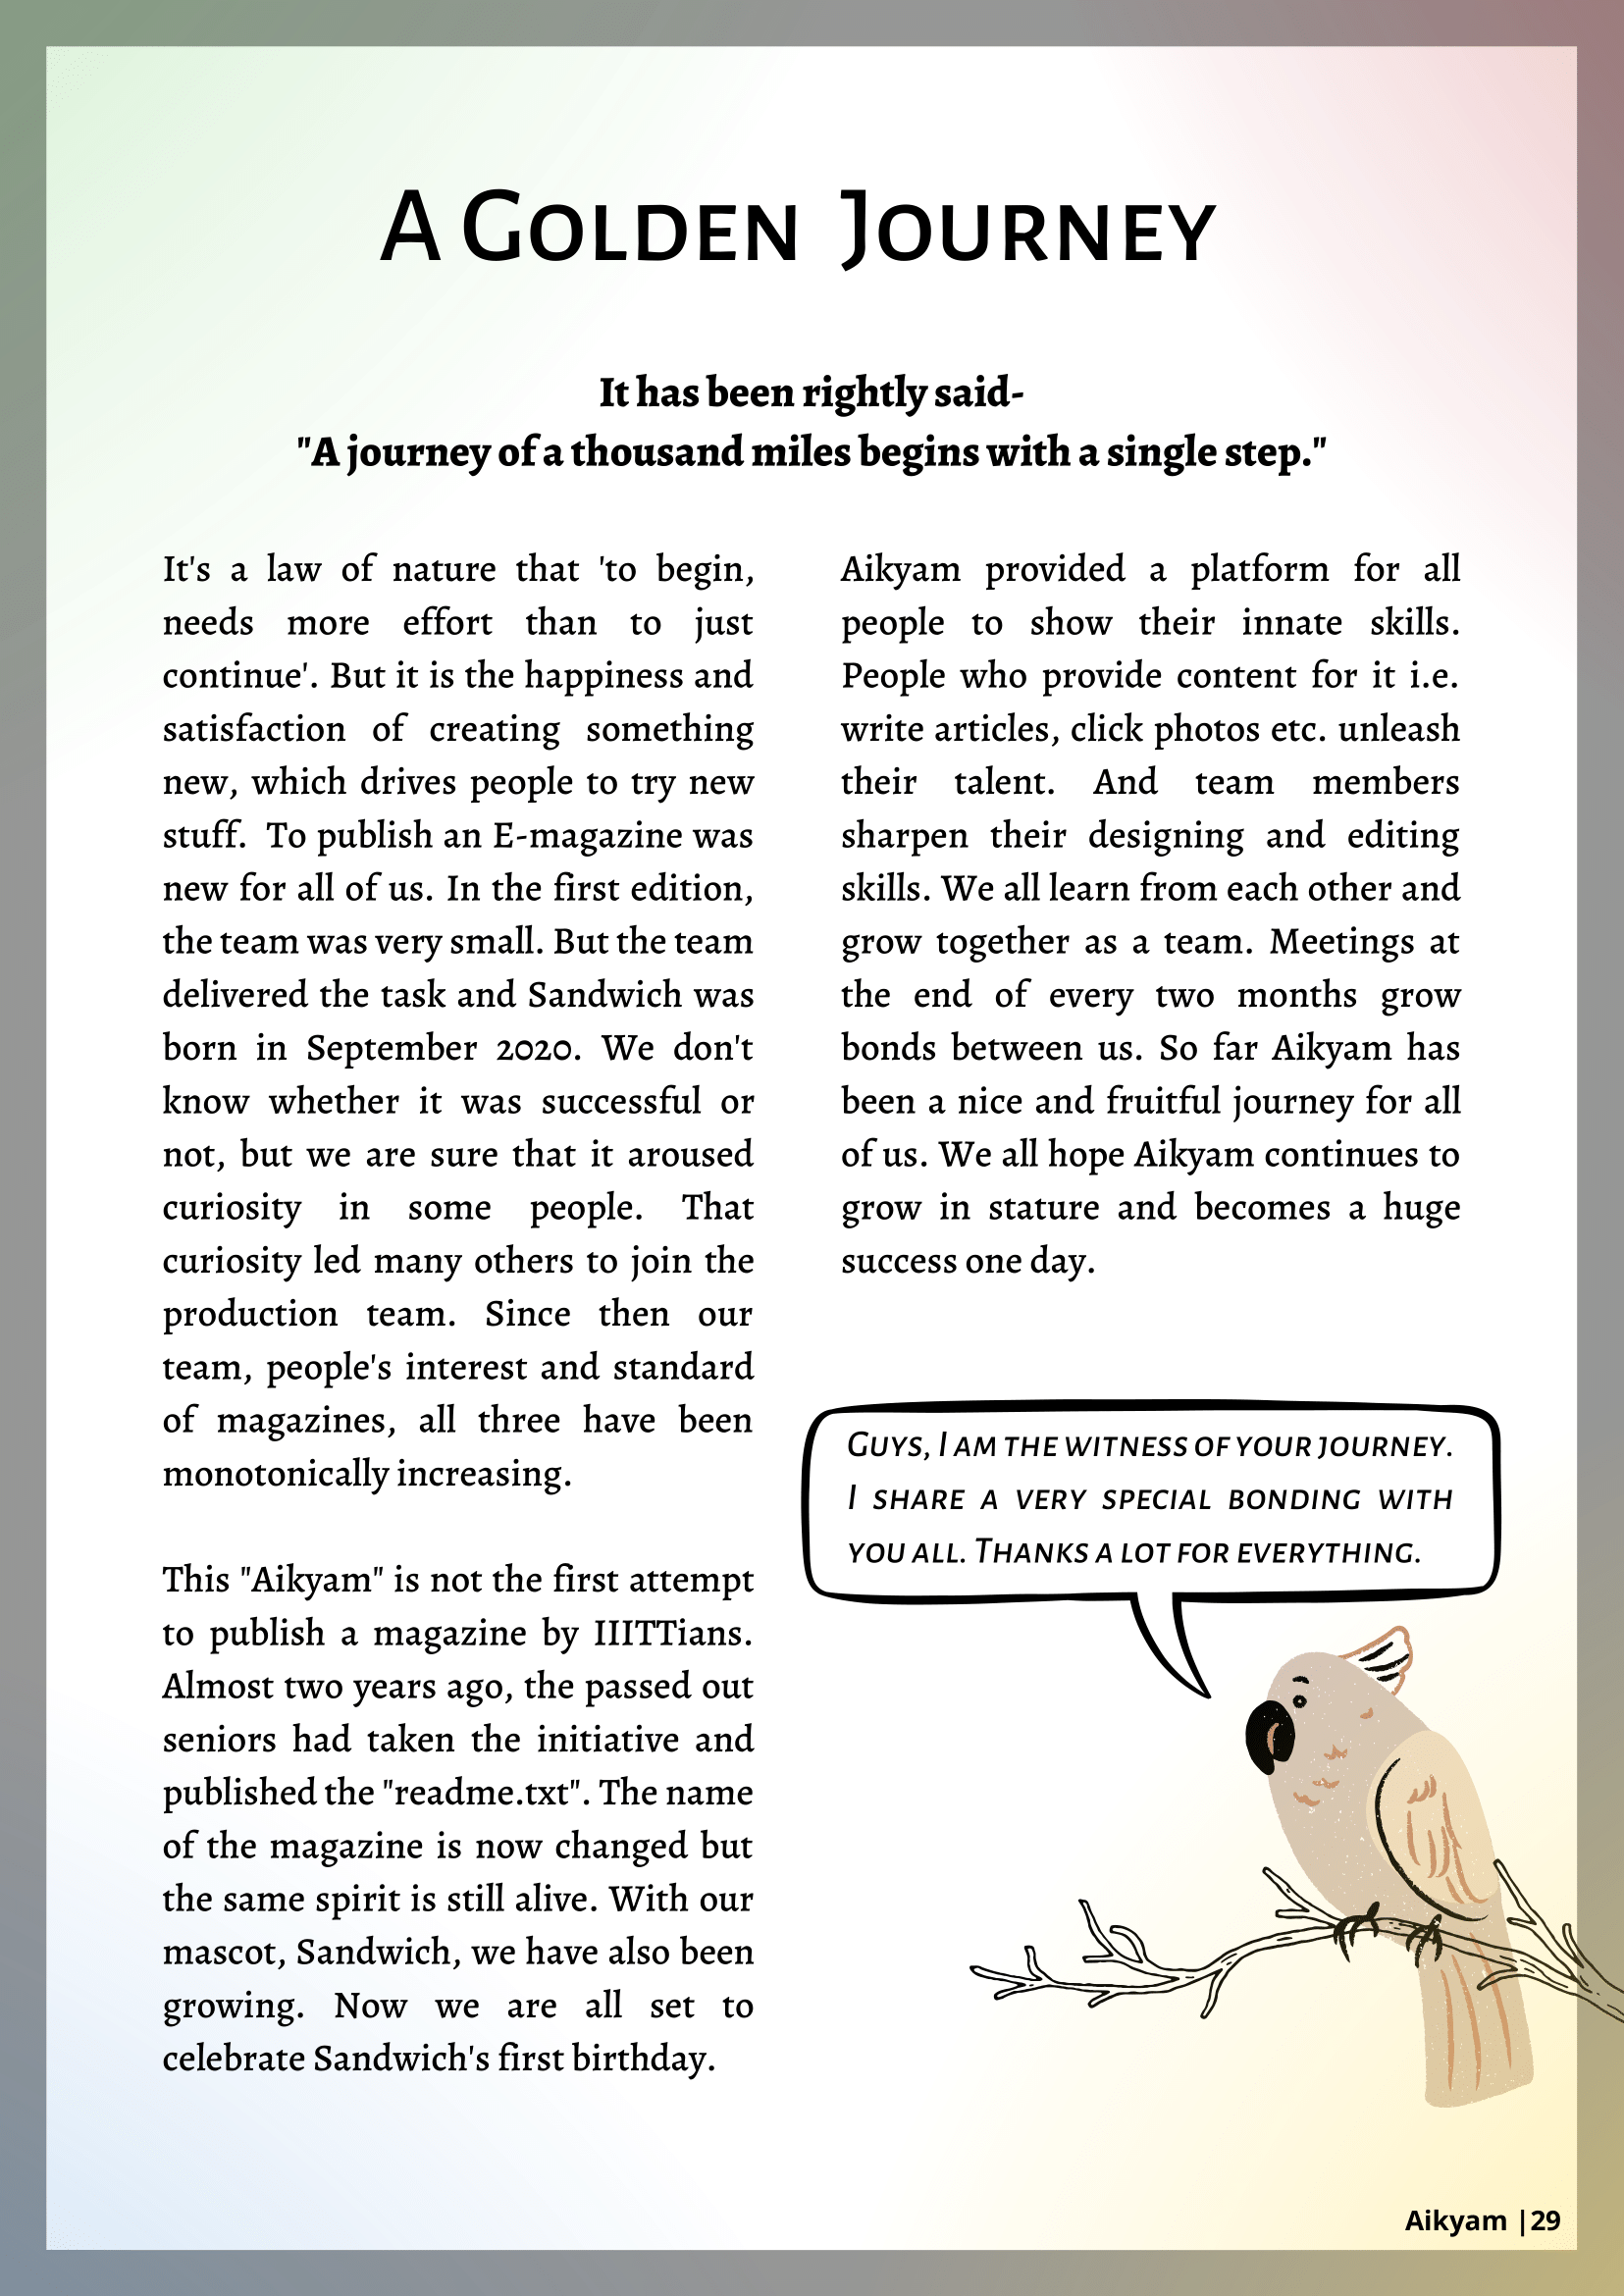 A Golden Journey
It has been rightly said-
"A journey of a thousand miles begins with a single step."
It's a law of nature that 'to begin,
needs more effort than to just
continue'. But it is the happiness and
satisfaction of creating something
new, which drives people to try new
stuff. To publish an E-magazine was
new for all of us. In the first edition,
the team was very small. But the team
delivered the task and Sandwich was
born in September 2020. We don't
know whether it was successful or
not, but we are sure that it aroused
curiosity in some people. That
curiosity led many others to join the
production team. Since then our
team, people's interest and standard
of magazines, all three have been
monotonically increasing.
This "Aikyam" is not the first attempt
to publish a magazine by IIITTians.
Almost two years ago, the passed out
seniors had taken the initiative and
published the "readme.txt". The name
of the magazine is now changed but
the same spirit is still alive. With our
mascot, Sandwich, we have also been
growing. Now we are all set to
celebrate Sandwich's first birthday.
Aikyam provided a platform for all
people to show their innate skills.
People who provide content for it i.e.
write articles, click photos etc. unleash
their talent. And team members
sharpen their designing and editing
skills. We all learn from each other and
grow together as a team. Meetings at
the end of every two months grow
bonds between us. So far Aikyam has
been a nice and fruitful journey for all
of us. We all hope Aikyam continues to
grow in stature and becomes a huge
success one day.
Guys, I am the witness of your journey.
I share a very special bonding with
you all. Thanks a lot for everything.
Aikyam |29